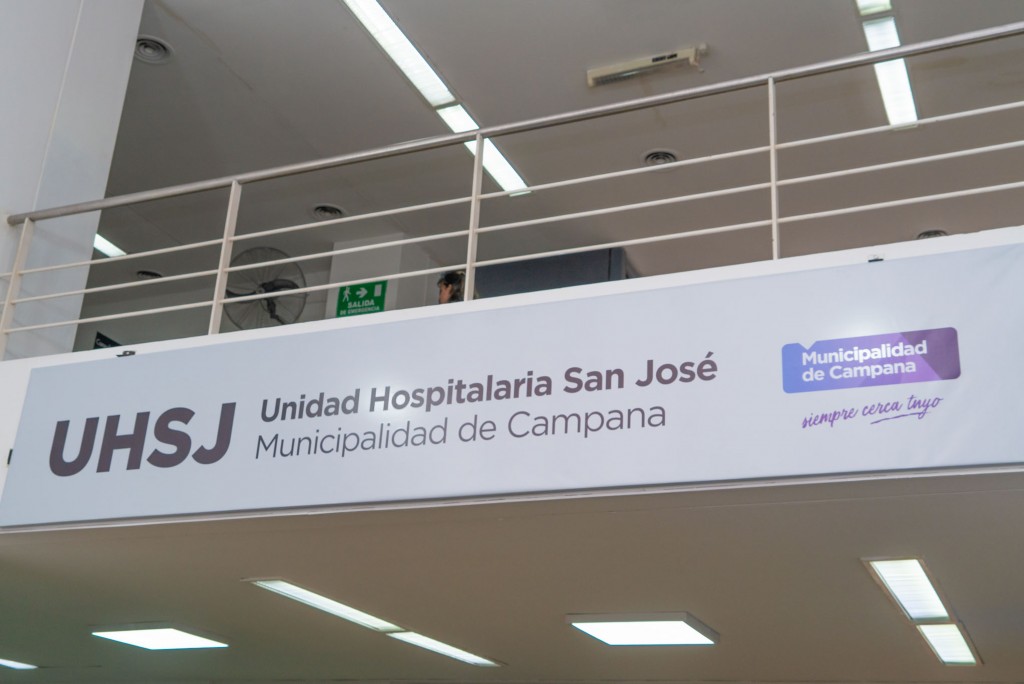 SALIDA
DE EMERGENCIA
UHSJ
Unidad Hospitalaria San José
Municipalidad de Campana
Municipalidad
de Campana
siempre cerca tuyo